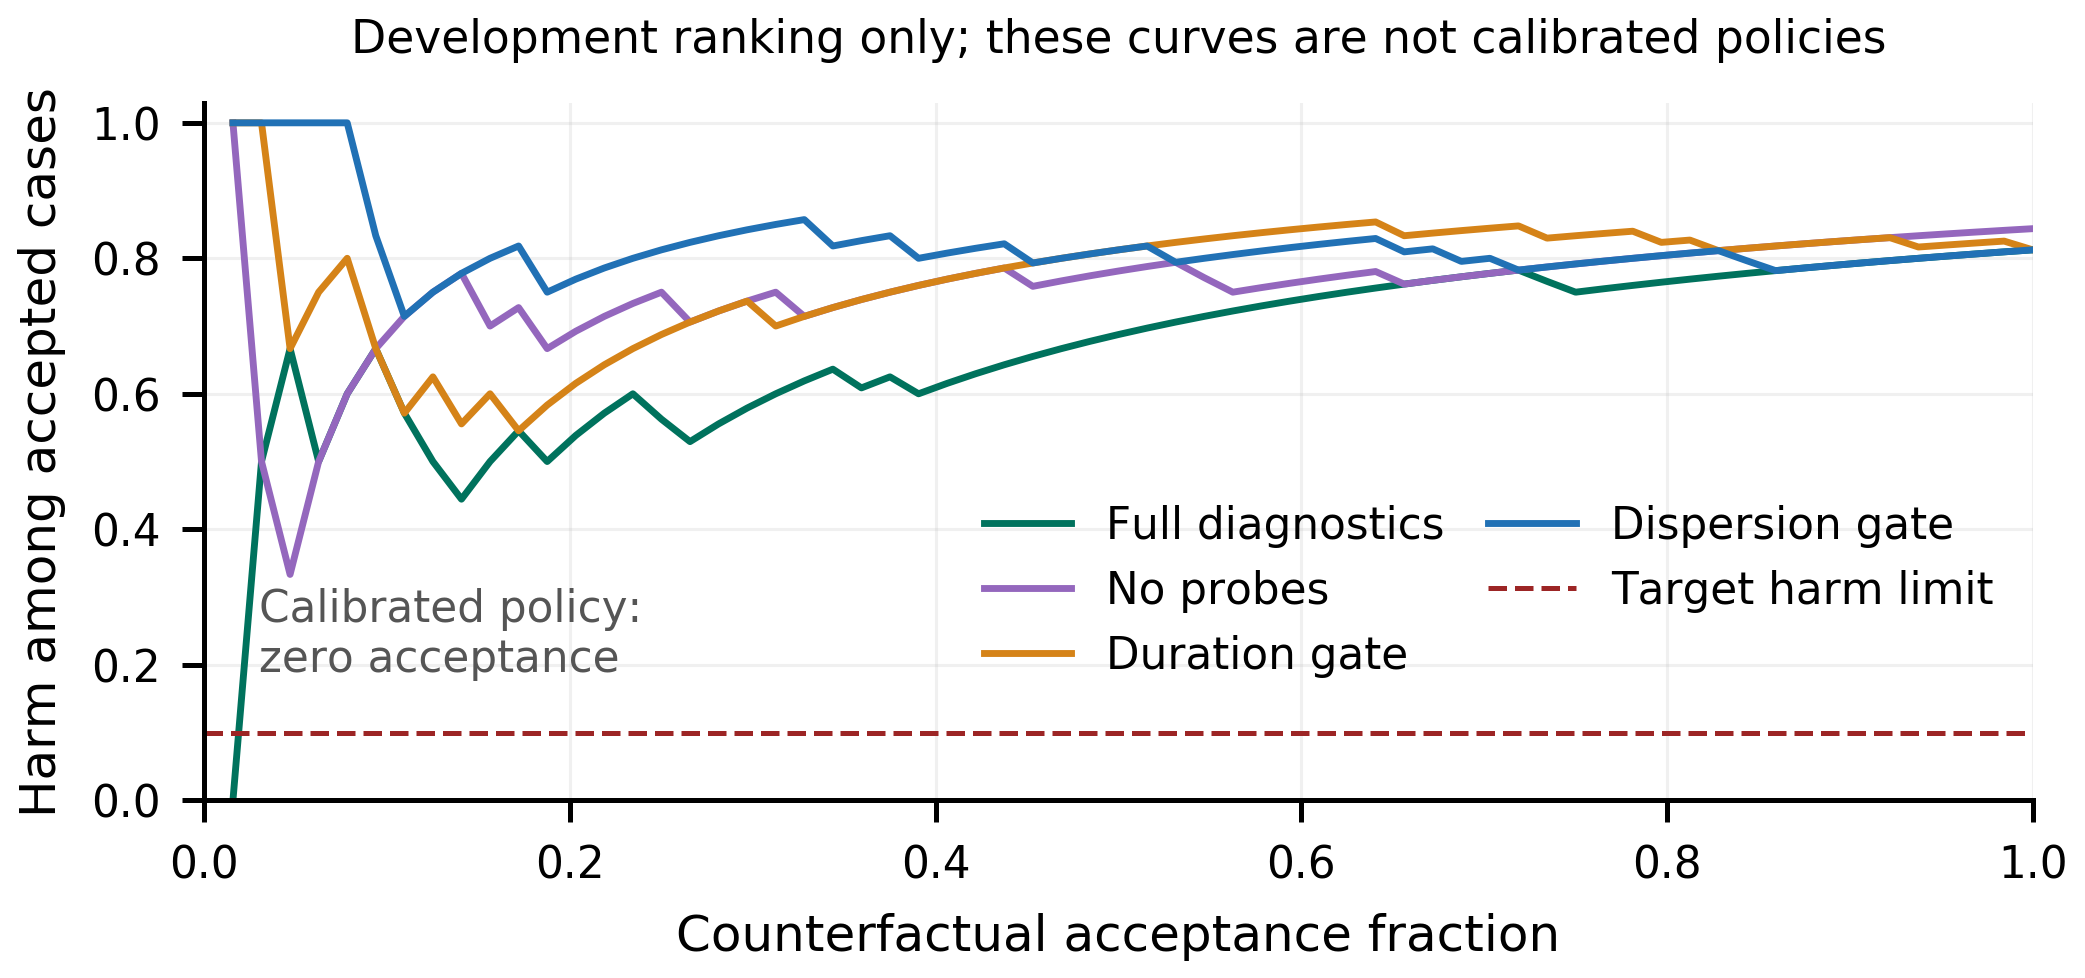 Development ranking only; these curves are not calibrated policies
Harm among accepted cases
1.0
0.8
0.6
0.4
0.2
0.0
Calibrated policy:
zero acceptance
Full diagnostics
No probes
Duration gate
Dispersion gate
Target harm limit
0.0
0.2
0.4
0.6
0.8
1.0
Counterfactual acceptance fraction